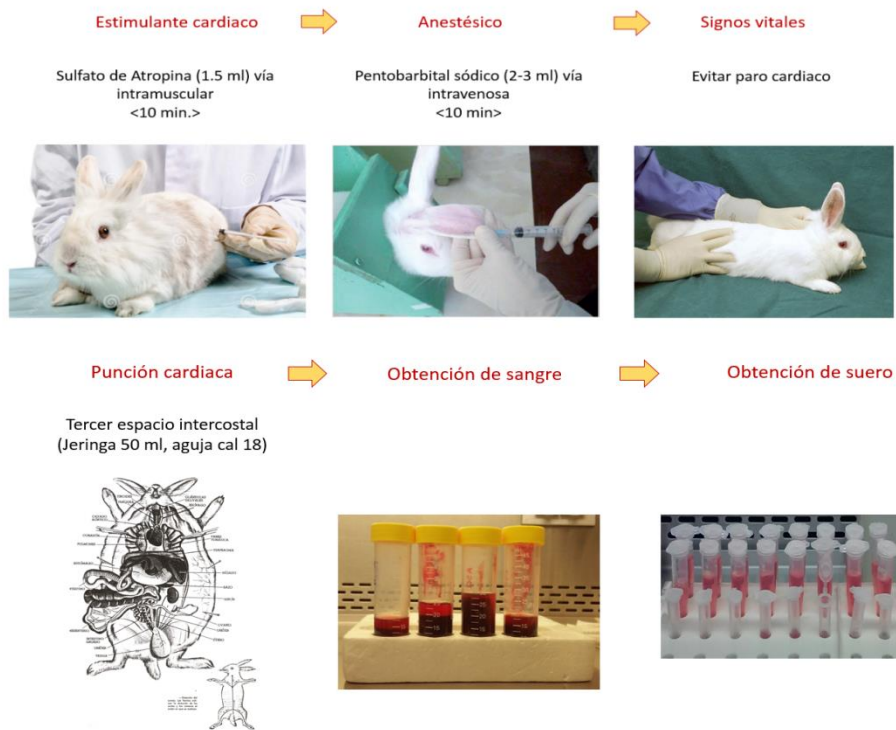 Estimulante cardiaco
Anestésico
Signos vitales
Sulfato de Atropina (1.5 ml) vía
intramuscular
<10 min.>
Pentobarbital sódico (2-3 ml) vía
intravenosa
<10 min>
Evitar paro cardiaco
Punción cardiaca
Obtención de sangre
Obtención de suero
Tercer espacio intercostal
(Jeringa 50 ml, aguja cal 18)